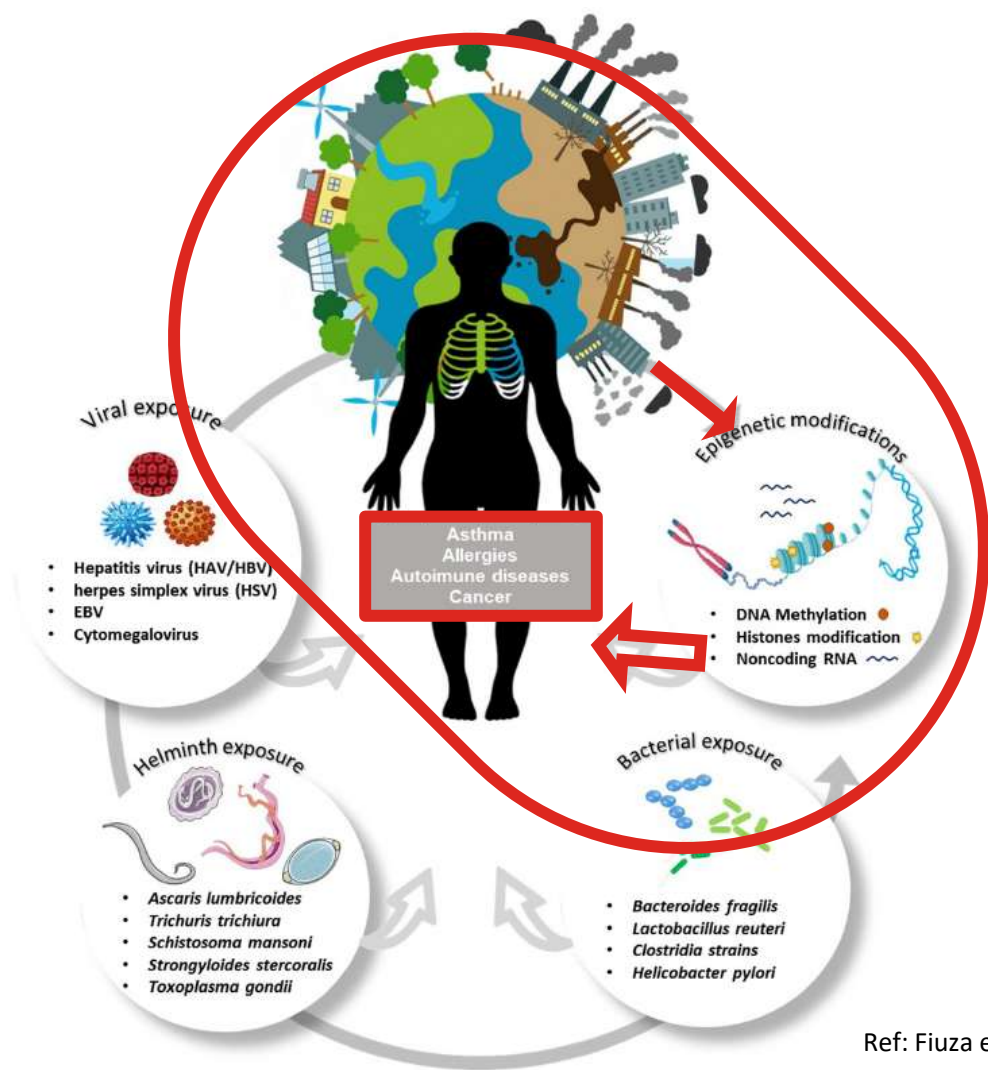 Viral exposure
• Hepatitis virus (HAV/HBV)
• herpes simplex virus (HSV)
• EBV
• Cytomegalovirus
Epigenetic modifications
• DNA Methylation
• Histones modification
• Noncoding RNA
Asthma
Allergies
Autoimune diseases
Cancer
Helminth exposure
• Ascaris lumbricoides
• Trichuris trichiura
• Schistosoma mansoni
• Strongyloides stercoralis
• Toxoplasma gondii
Bacterial exposure
• Bacteroides fragilis
• Lactobacillus reuteri
• Clostridia strains
• Helicobacter pylori
Ref: Fiuza e